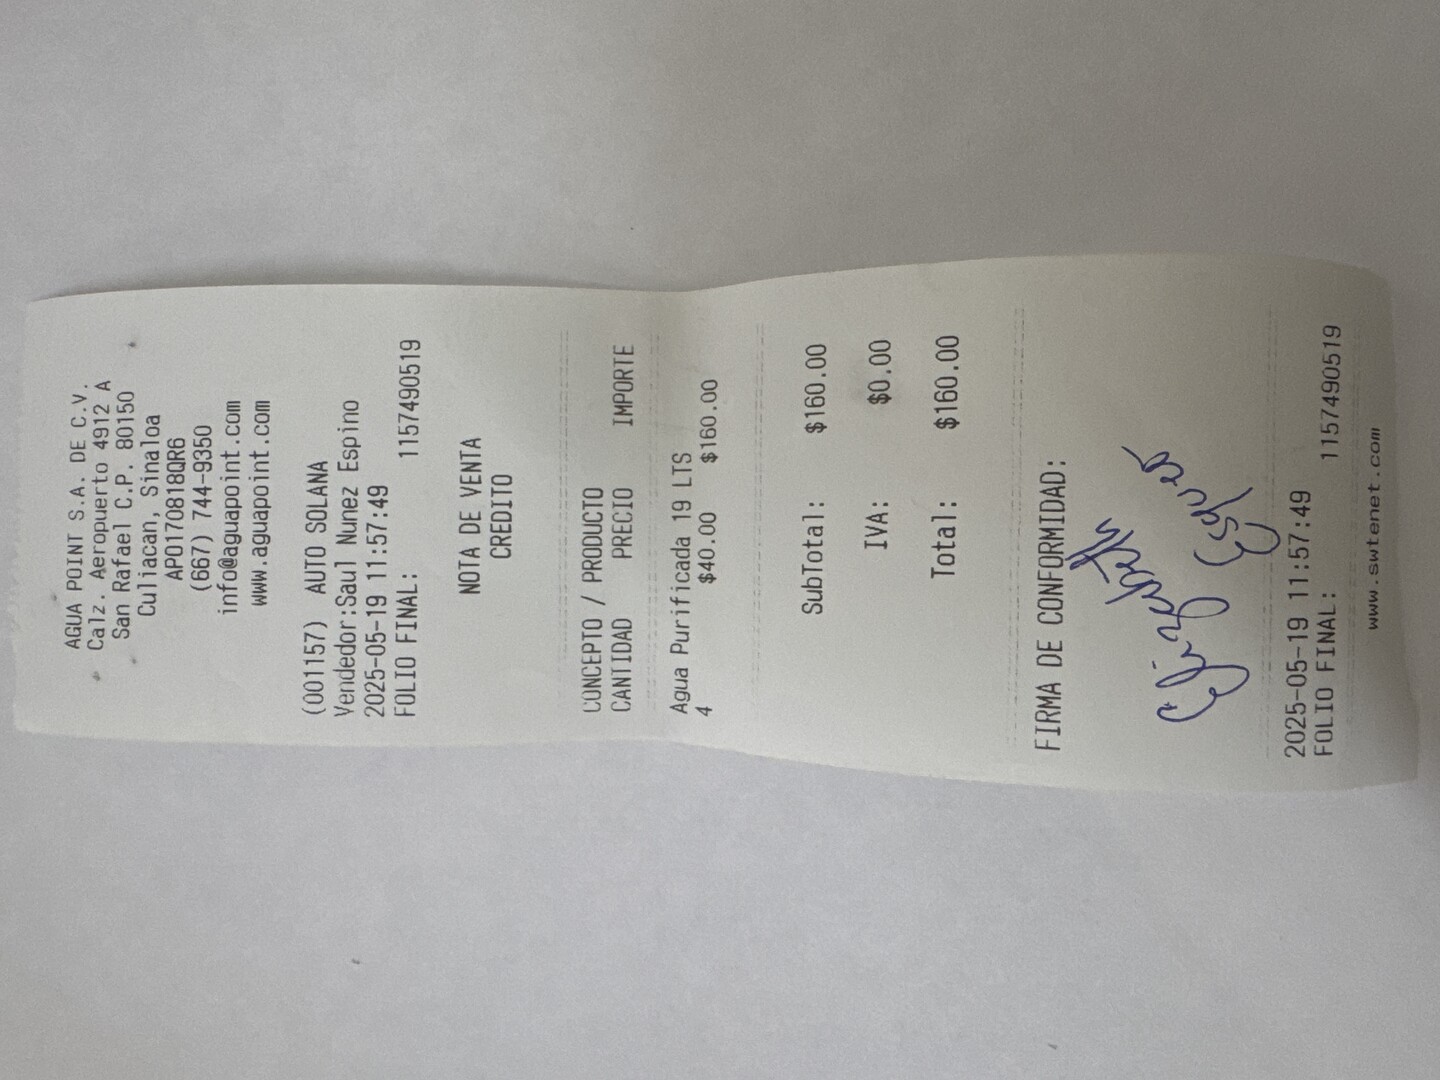 AGUA POINT S.A. DE C.V.
Calz. Aeropuerto 4912 A
San Rafael C.P. 80150
Culiacan, Sinaloa
APO170818QR6
(667) 744-9350
info@aguapoint.com
www.aguapoint.com
(001157) AUTO SOLANA
Vendedor:Saul Nunez Espino
2025-05-19 11:57:49
FOLIO FINAL: 1157490519
NOTA DE VENTA
CREDITO
CONCEPTO / PRODUCTO
CANTIDAD PRECIO IMPORTE
Agua Purificada 19 LTS
4 $40.00 $160.00
SubTotal: $160.00
IVA: $0.00
Total: $160.00
FIRMA DE CONFORMIDAD:
2025-05-19 11:57:49
FOLIO FINAL: 1157490519
www.swtenet.com